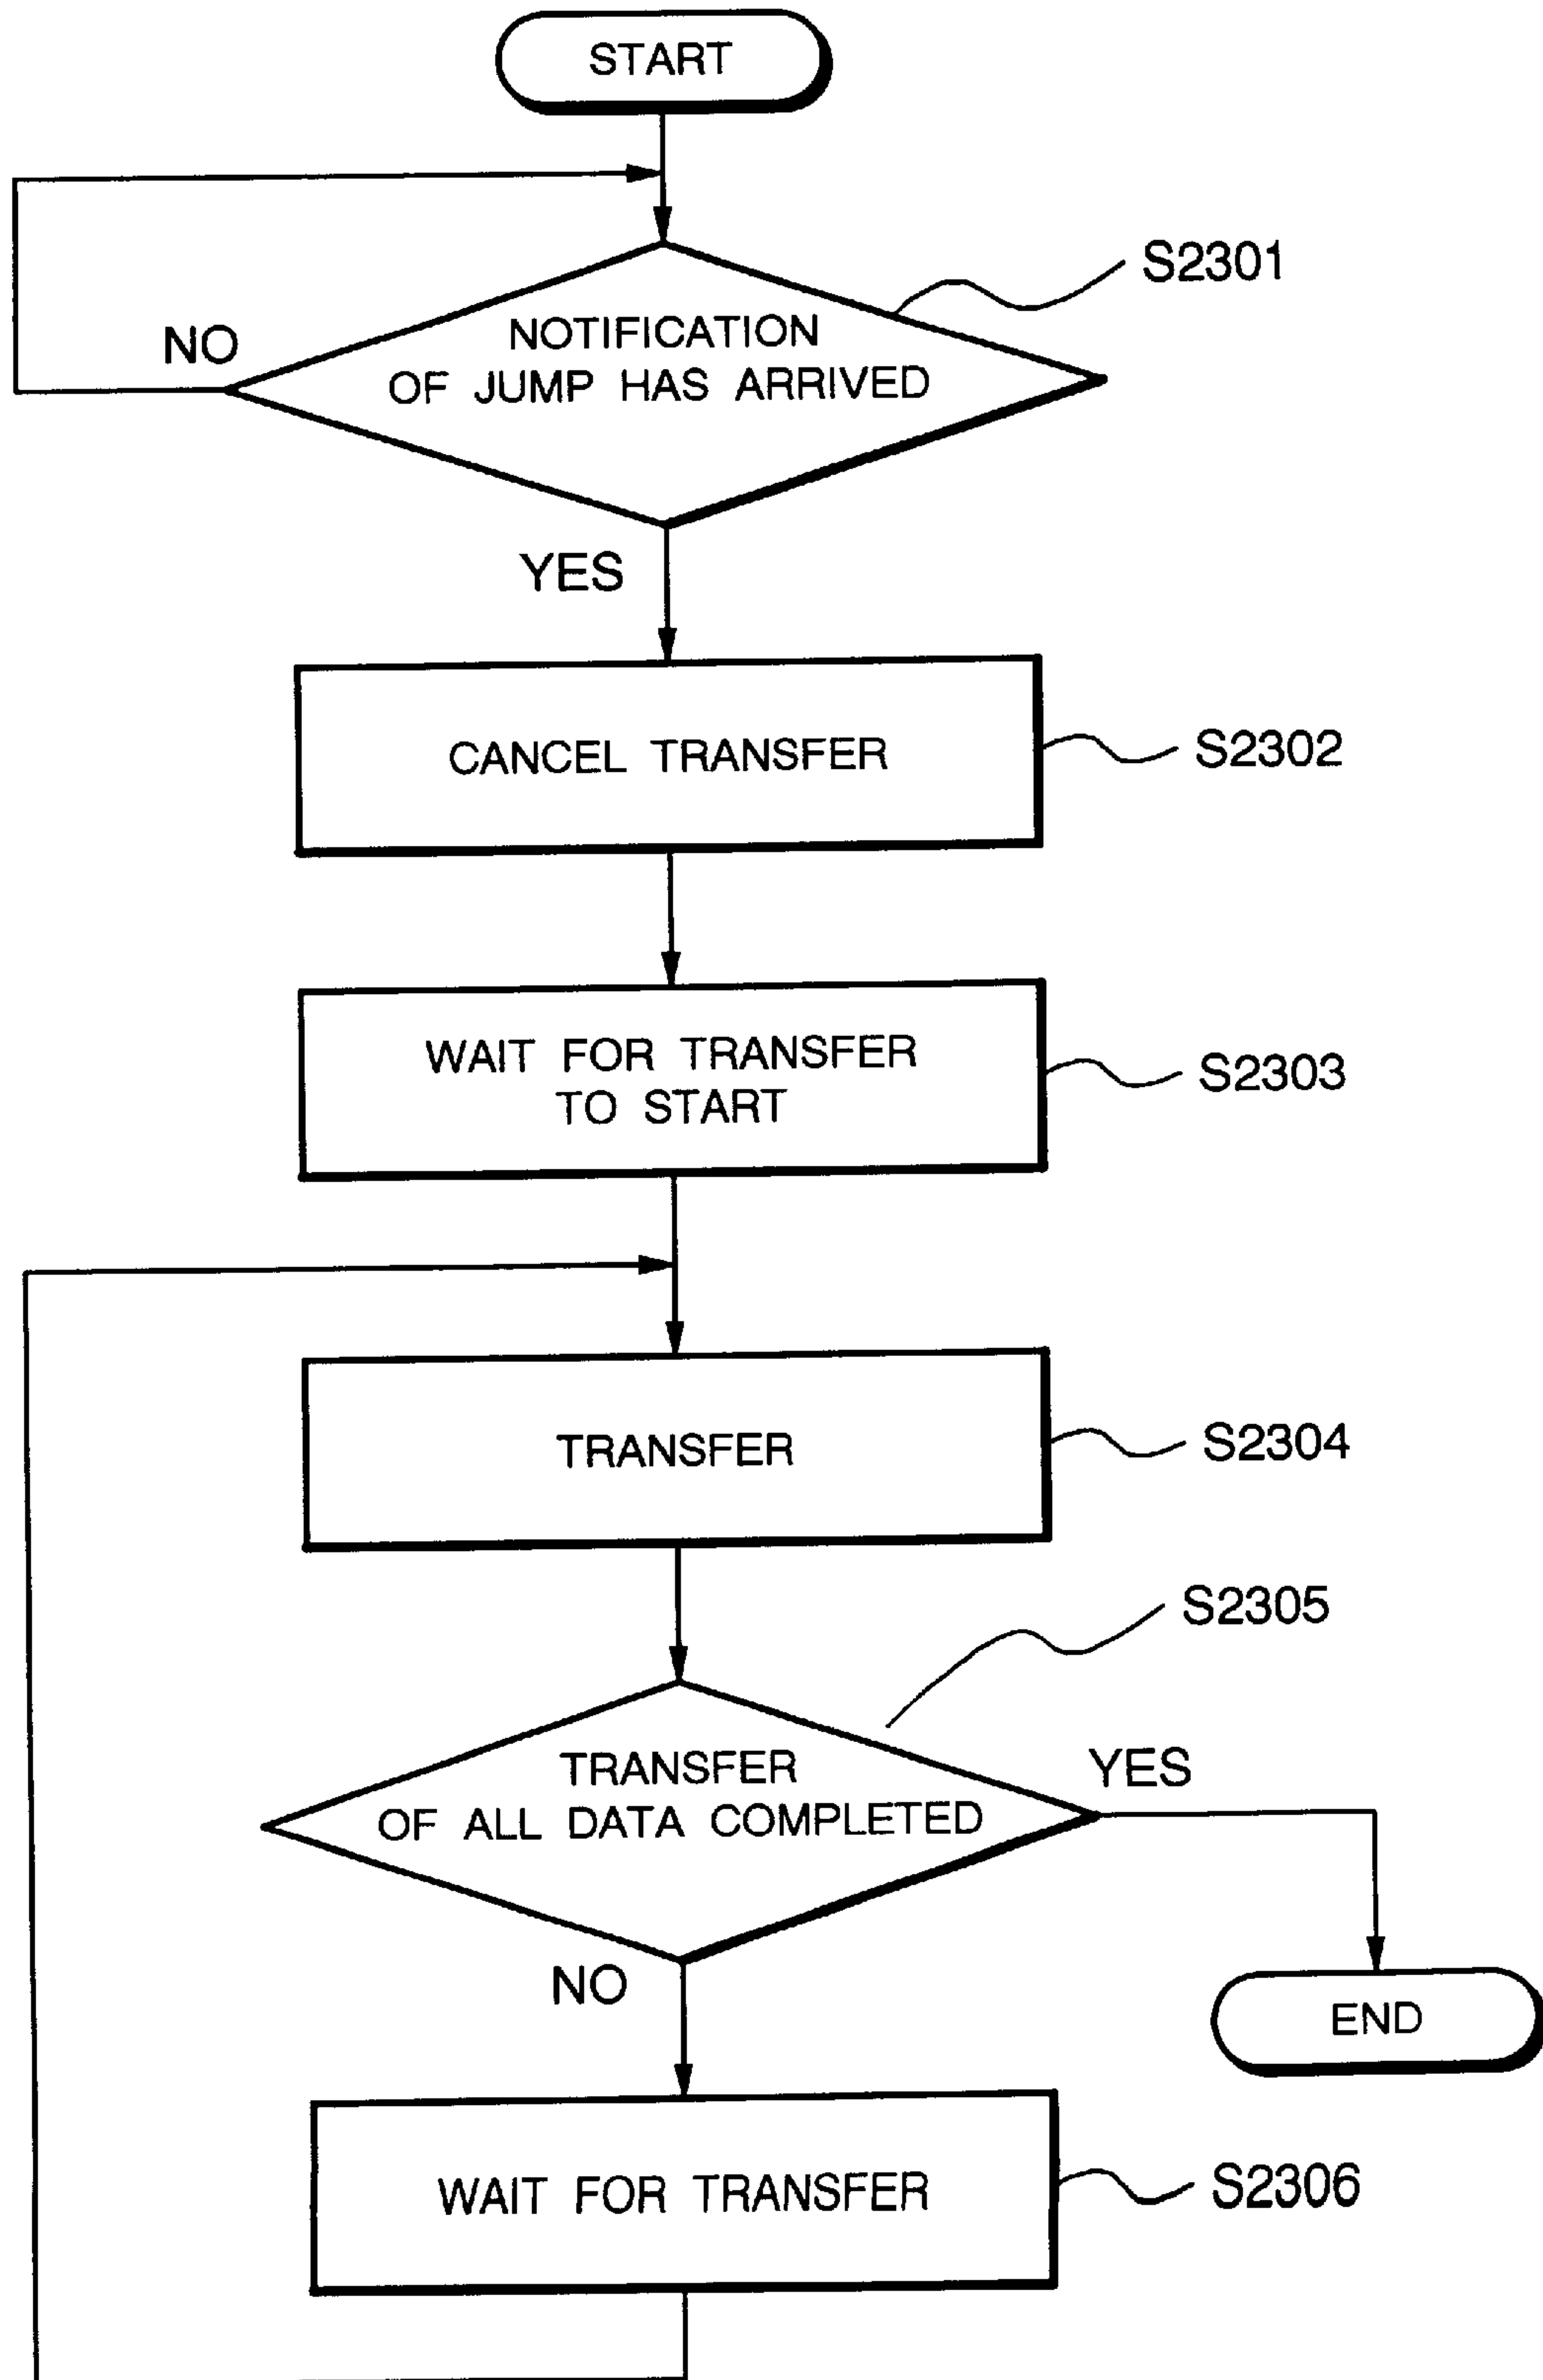 START
S2301
NO
NOTIFICATION
OF JUMP HAS ARRIVED
YES
CANCEL TRANSFER
S2302
WAIT FOR TRANSFER
TO START
S2303
TRANSFER
S2304
S2305
TRANSFER
OF ALL DATA COMPLETED
YES
NO
END
WAIT FOR TRANSFER
S2306